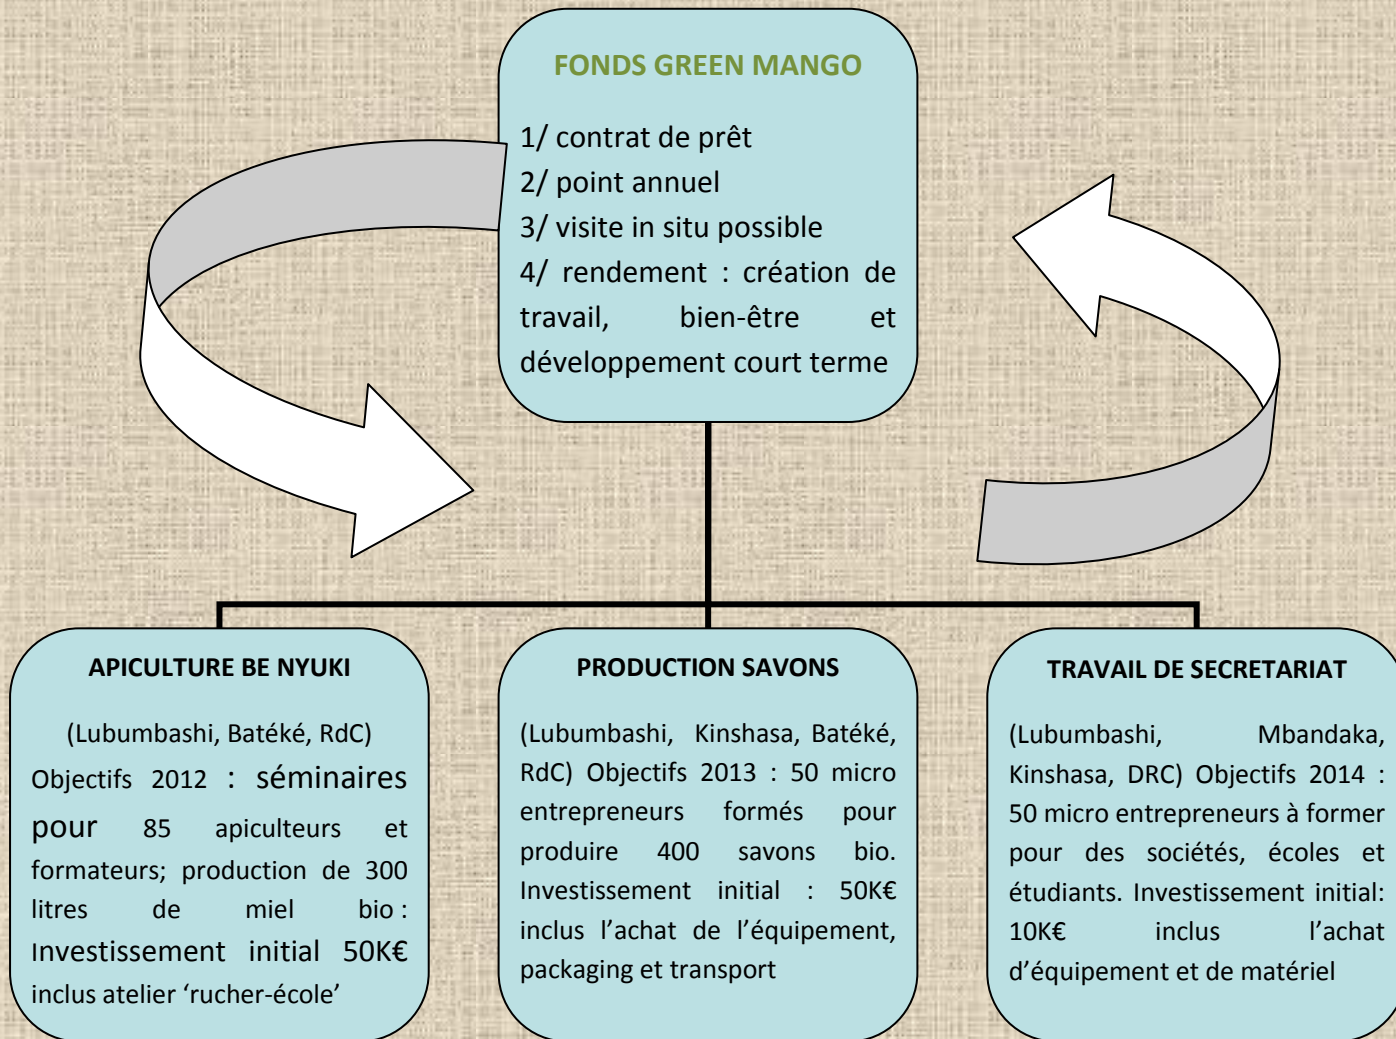 FONDS GREEN MANGO
1/ contrat de prêt
2/ point annuel
3/ visite in situ possible
4/ rendement : création de
travail, bien-être et
développement court terme
APICULTURE BE NYUKI
(Lubumbashi, Batéké, RdC)
Objectifs 2012 : séminaires
pour 85 apiculteurs et
formateurs; production de 300
litres de miel bio :
Investissement initial 50K€
inclus atelier ‘rucher-école’
PRODUCTION SAVONS
(Lubumbashi, Kinshasa, Batéké,
RdC) Objectifs 2013 : 50 micro
entrepreneurs formés pour
produire 400 savons bio.
Investissement initial : 50K€
inclus l’achat de l’équipement,
packaging et transport
TRAVAIL DE SECRETARIAT
(Lubumbashi, Mbandaka,
Kinshasa, DRC) Objectifs 2014 :
50 micro entrepreneurs à former
pour des sociétés, écoles et
étudiants. Investissement initial:
10K€ inclus l’achat
d’équipement et de matériel